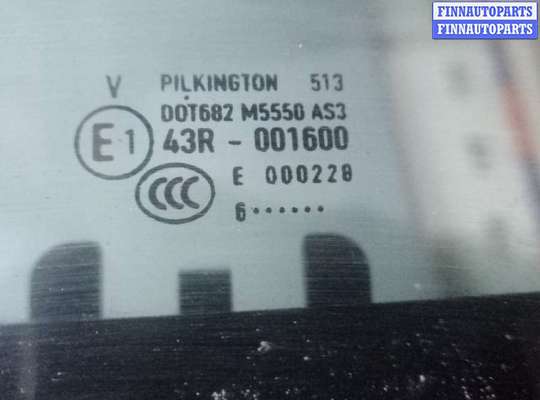 FINNAUTOPARTS
FINNAUTOPARTS
V PILKINGTON 513
DOT682 M5550 AS3
E1 43R - 001600
CCC E 000228
6······